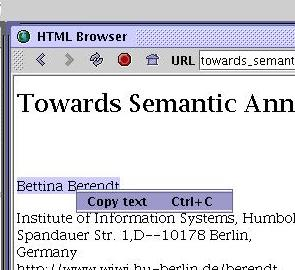 HTML Browser
URL towards_semant
Towards Semantic Ann
Bettina Berendt
Copy text Ctrl+C
Institute of Information Systems, Humbol
Spandauer Str. 1,D--10178 Berlin,
Germany
http://www.wiwi.hu-berlin.de/berendt